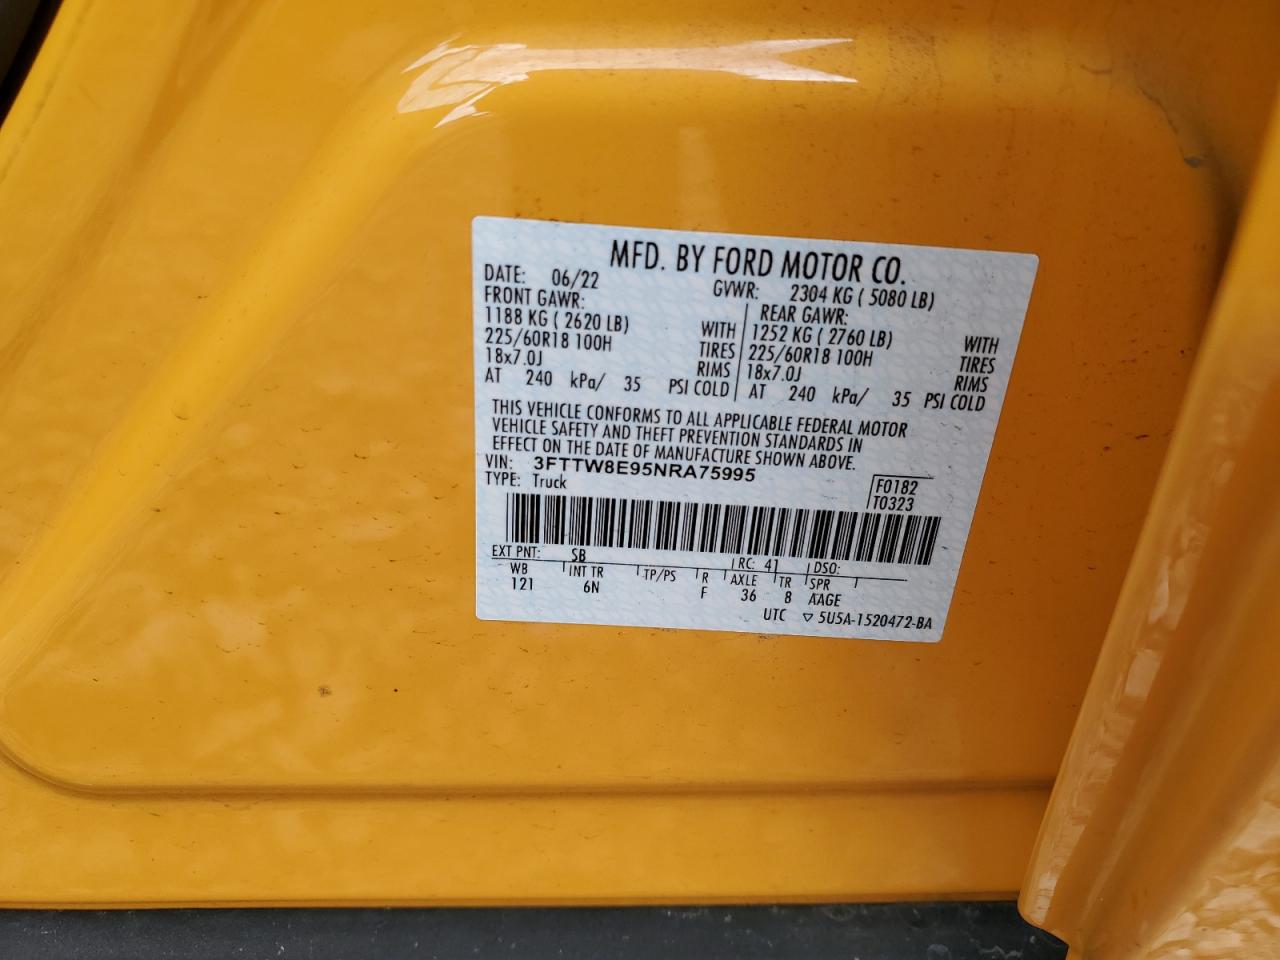 MFD. BY FORD MOTOR CO.
DATE: 06/22 GVWR: 2304 KG ( 5080 LB)
FRONT GAWR: REAR GAWR:
1188 KG ( 2620 LB) WITH 1252 KG ( 2760 LB) WITH
225/60R18 100H TIRES 225/60R18 100H TIRES
18x7.0J RIMS 18x7.0J RIMS
AT 240 kPa/ 35 PSI COLD AT 240 kPa/ 35 PSI COLD
THIS VEHICLE CONFORMS TO ALL APPLICABLE FEDERAL MOTOR
VEHICLE SAFETY AND THEFT PREVENTION STANDARDS IN
EFFECT ON THE DATE OF MANUFACTURE SHOWN ABOVE.
VIN: 3FTTW8E95NRA75995
TYPE: Truck F0182
T0323
EXT PNT: SB RC: 41 DSO:
WB INT TR TP/PS R AXLE TR SPR
121 6N F 36 8 AAGE
UTC ▽ 5U5A-1520472-BA